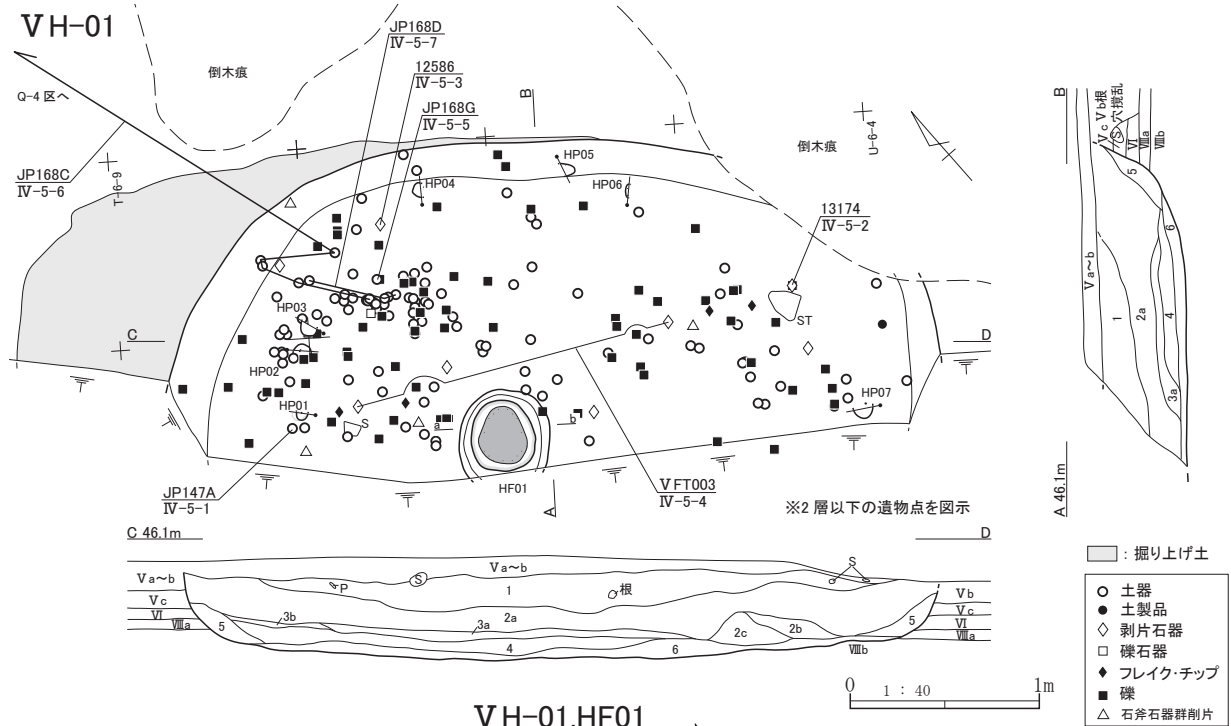 ⅤH-01
JP168D
Ⅳ-5-7
倒木痕
12586
Ⅳ-5-3
Q-4 区へ
JP168G
Ⅳ-5-5
B
JP168C
Ⅳ-5-6
T-6-9
HP05
HP04
HP06
倒木痕
U-6-4
13174
Ⅳ-5-2
HP03
ST
C
D
HP02
HP01
S
a
b
HP07
HF01
JP147A
Ⅳ-5-1
A
ⅤFT003
Ⅳ-5-4
※2 層以下の遺物点を図示
B
Ⅴb根
Ⅴc 穴撹乱
S
Ⅵ
Ⅷa
Ⅷb
5
6
Ⅴa~b
1
2a
4
3a
A 46.1m
C 46.1m
D
Ⅴa~b
Ⅴa~b
S
S
P
1
根
Ⅴb
Ⅴc
Ⅴc
Ⅵ
Ⅵ
Ⅷa
Ⅷa
5
3b
2a
3a
2c
2b
5
4
6
Ⅷb
:掘り上げ土
土器
土製品
剥片石器
礫石器
フレイク・チップ
礫
石斧石器群削片
0 1 : 40 1m
ⅤH-01,HF01